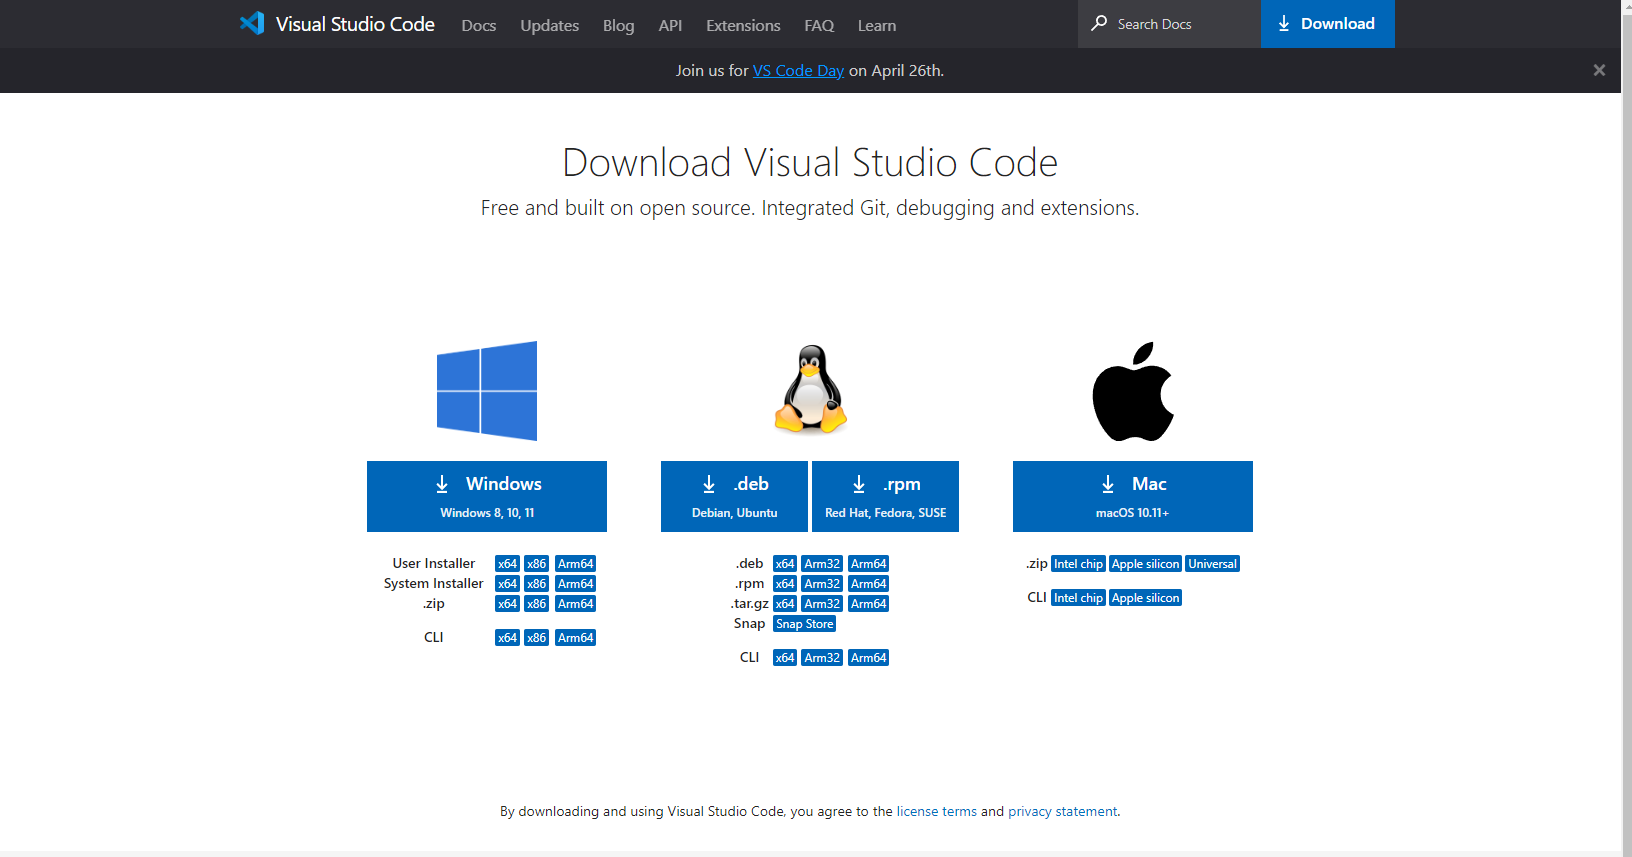 Visual Studio Code Docs Updates Blog API Extensions FAQ Learn Search Docs Download
Join us for VS Code Day on April 26th.
Download Visual Studio Code
Free and built on open source. Integrated Git, debugging and extensions.
Windows
Windows 8, 10, 11
User Installer x64 x86 Arm64
System Installer x64 x86 Arm64
.zip x64 x86 Arm64
CLI x64 x86 Arm64
.deb
Debian, Ubuntu
.rpm
Red Hat, Fedora, SUSE
.deb x64 Arm32 Arm64
.rpm x64 Arm32 Arm64
.tar.gz x64 Arm32 Arm64
Snap Snap Store
CLI x64 Arm32 Arm64
Mac
macOS 10.11+
.zip Intel chip Apple silicon Universal
CLI Intel chip Apple silicon
By downloading and using Visual Studio Code, you agree to the license terms and privacy statement.